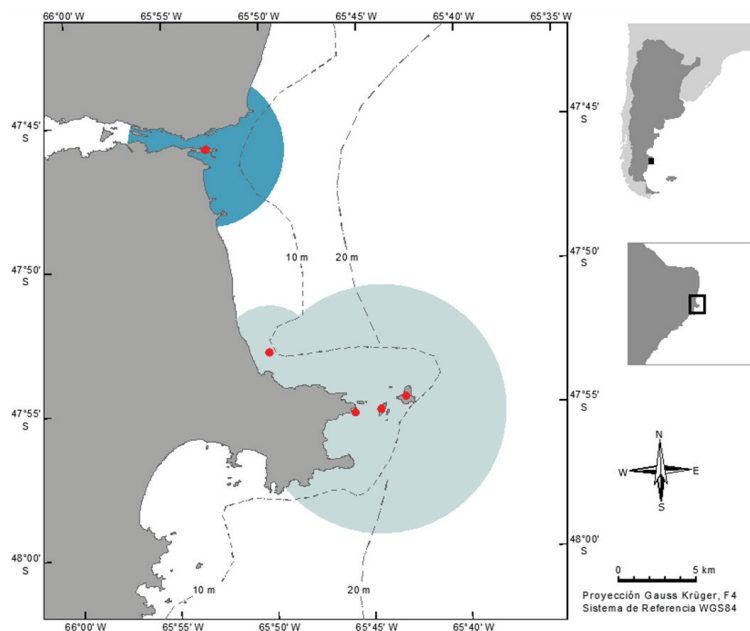 66°00' W 65°55' W 65°50' W 65°45' W 65°40' W 65°35' W
47°45'
S
47°45'
S
47°50'
S
47°50'
S
10 m
20 m
47°55'
S
47°55'
S
48°00'
S
48°00'
S
10 m
20 m
66°00' W 65°55' W 65°50' W 65°45' W 65°40' W
N
W E
S
0 5 km
Proyección Gauss Krüger, F4
Sistema de Referencia WGS84